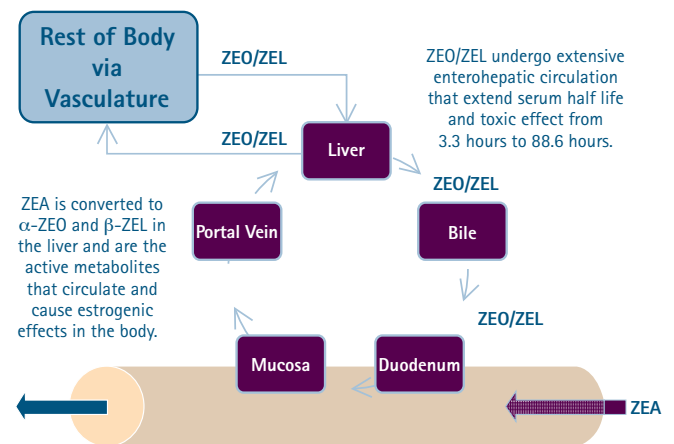 Rest of Body
via
Vasculature
ZEO/ZEL
ZEO/ZEL undergo extensive
enterohepatic circulation
that extend serum half life
and toxic effect from
3.3 hours to 88.6 hours.
ZEO/ZEL
Liver
ZEO/ZEL
ZEA is converted to
α-ZEO and β-ZEL in
the liver and are the
active metabolites
that circulate and
cause estrogenic
effects in the body.
Portal Vein
Bile
ZEO/ZEL
Mucosa
Duodenum
ZEA